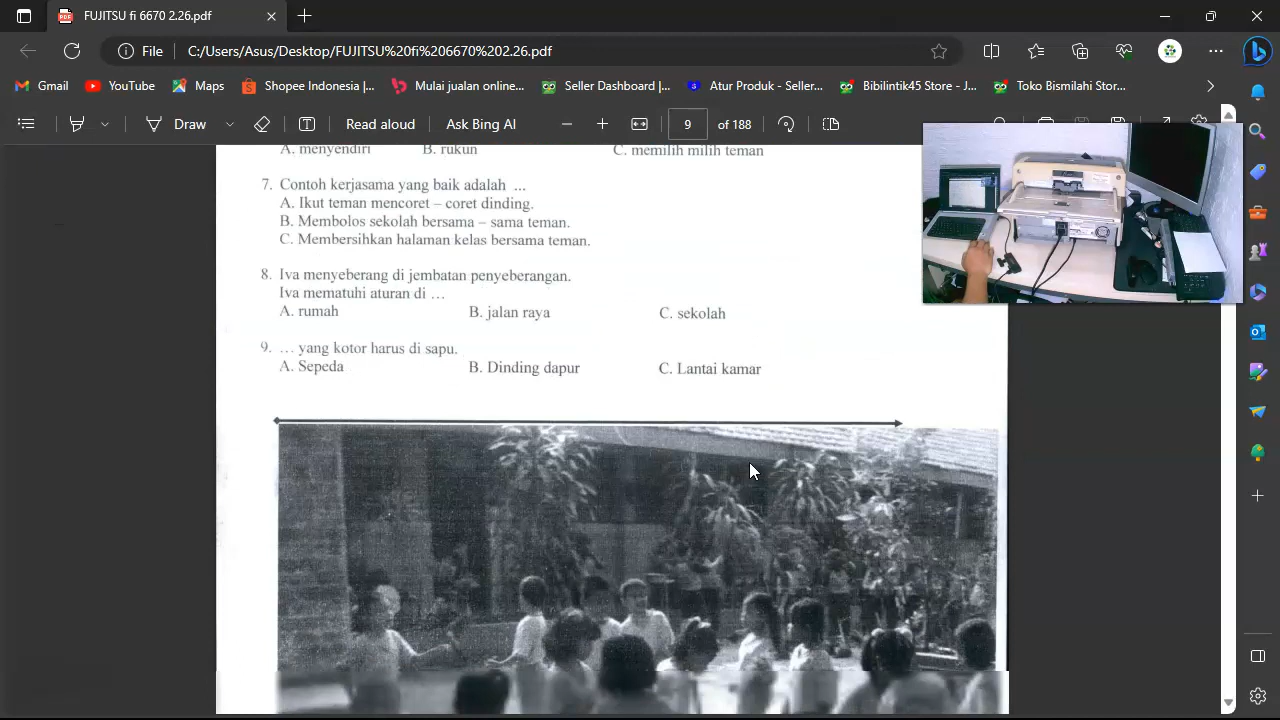 FUJITSU fi 6670 2.26.pdf
File
C:/Users/Asus/Desktop/FUJITSU%20fi%206670%202.26.pdf
Gmail
YouTube
Maps
Shopee Indonesia |...
Mulai jualan online...
Seller Dashboard |...
Atur Produk - Seller...
Bibilintik45 Store - J...
Toko Bismilahi Stor...
Draw
Read aloud
Ask Bing AI
9 of 188
A. menyendiri B. rukun C. memilih milih teman
7. Contoh kerjasama yang baik adalah ...
A. Ikut teman mencoret – coret dinding.
B. Membolos sekolah bersama – sama teman.
C. Membersihkan halaman kelas bersama teman.
8. Iva menyeberang di jembatan penyeberangan.
Iva mematuhi aturan di ...
A. rumah B. jalan raya C. sekolah
9. ... yang kotor harus di sapu.
A. Sepeda B. Dinding dapur C. Lantai kamar